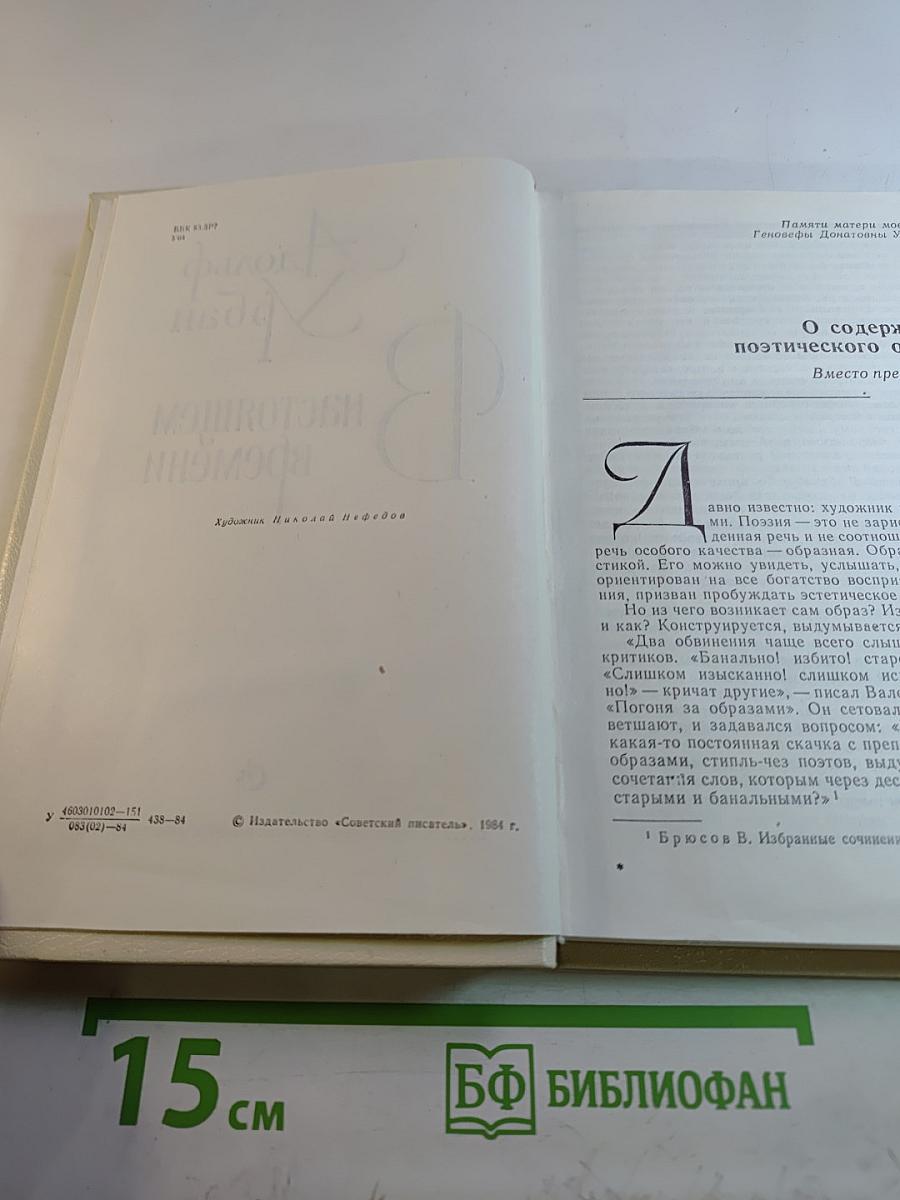 ББК 83.3Р7
У 64
Художник Николай Нефедов
У 4603010102—151
083(02)—84
438—84
© Издательство «Советский писатель», 1984 г.
Памяти матери мое
Геновефы Донатовны У
О содерж
поэтического о
Вместо пре
Давно известно: художник
ми. Поэзия — это не зари
денная речь и не соотнош
речь особого качества — образная. Обра
стикой. Его можно увидеть, услышать,
ориентирован на все богатство воспри
ния, призван пробуждать эстетическое
Но из чего возникает сам образ? Из
и как? Конструируется, выдумывается
«Два обвинения чаще всего слыш
критиков. «Банально! избито! старо
«Слишком изысканно! слишком ис
но!» — кричат другие», — писал Вале
«Погоня за образами». Он сетовал
ветшают, и задавался вопросом: «
какая-то постоянная скачка с преп
образами, стипль-чез поэтов, выду
сочетания слов, которым через дес
старыми и банальными?» ¹
¹ Брюсов В. Избранные сочинени
*
Адольф
Урбан
В
настоящем
времени
15 см
БФ БИБЛИОФАН